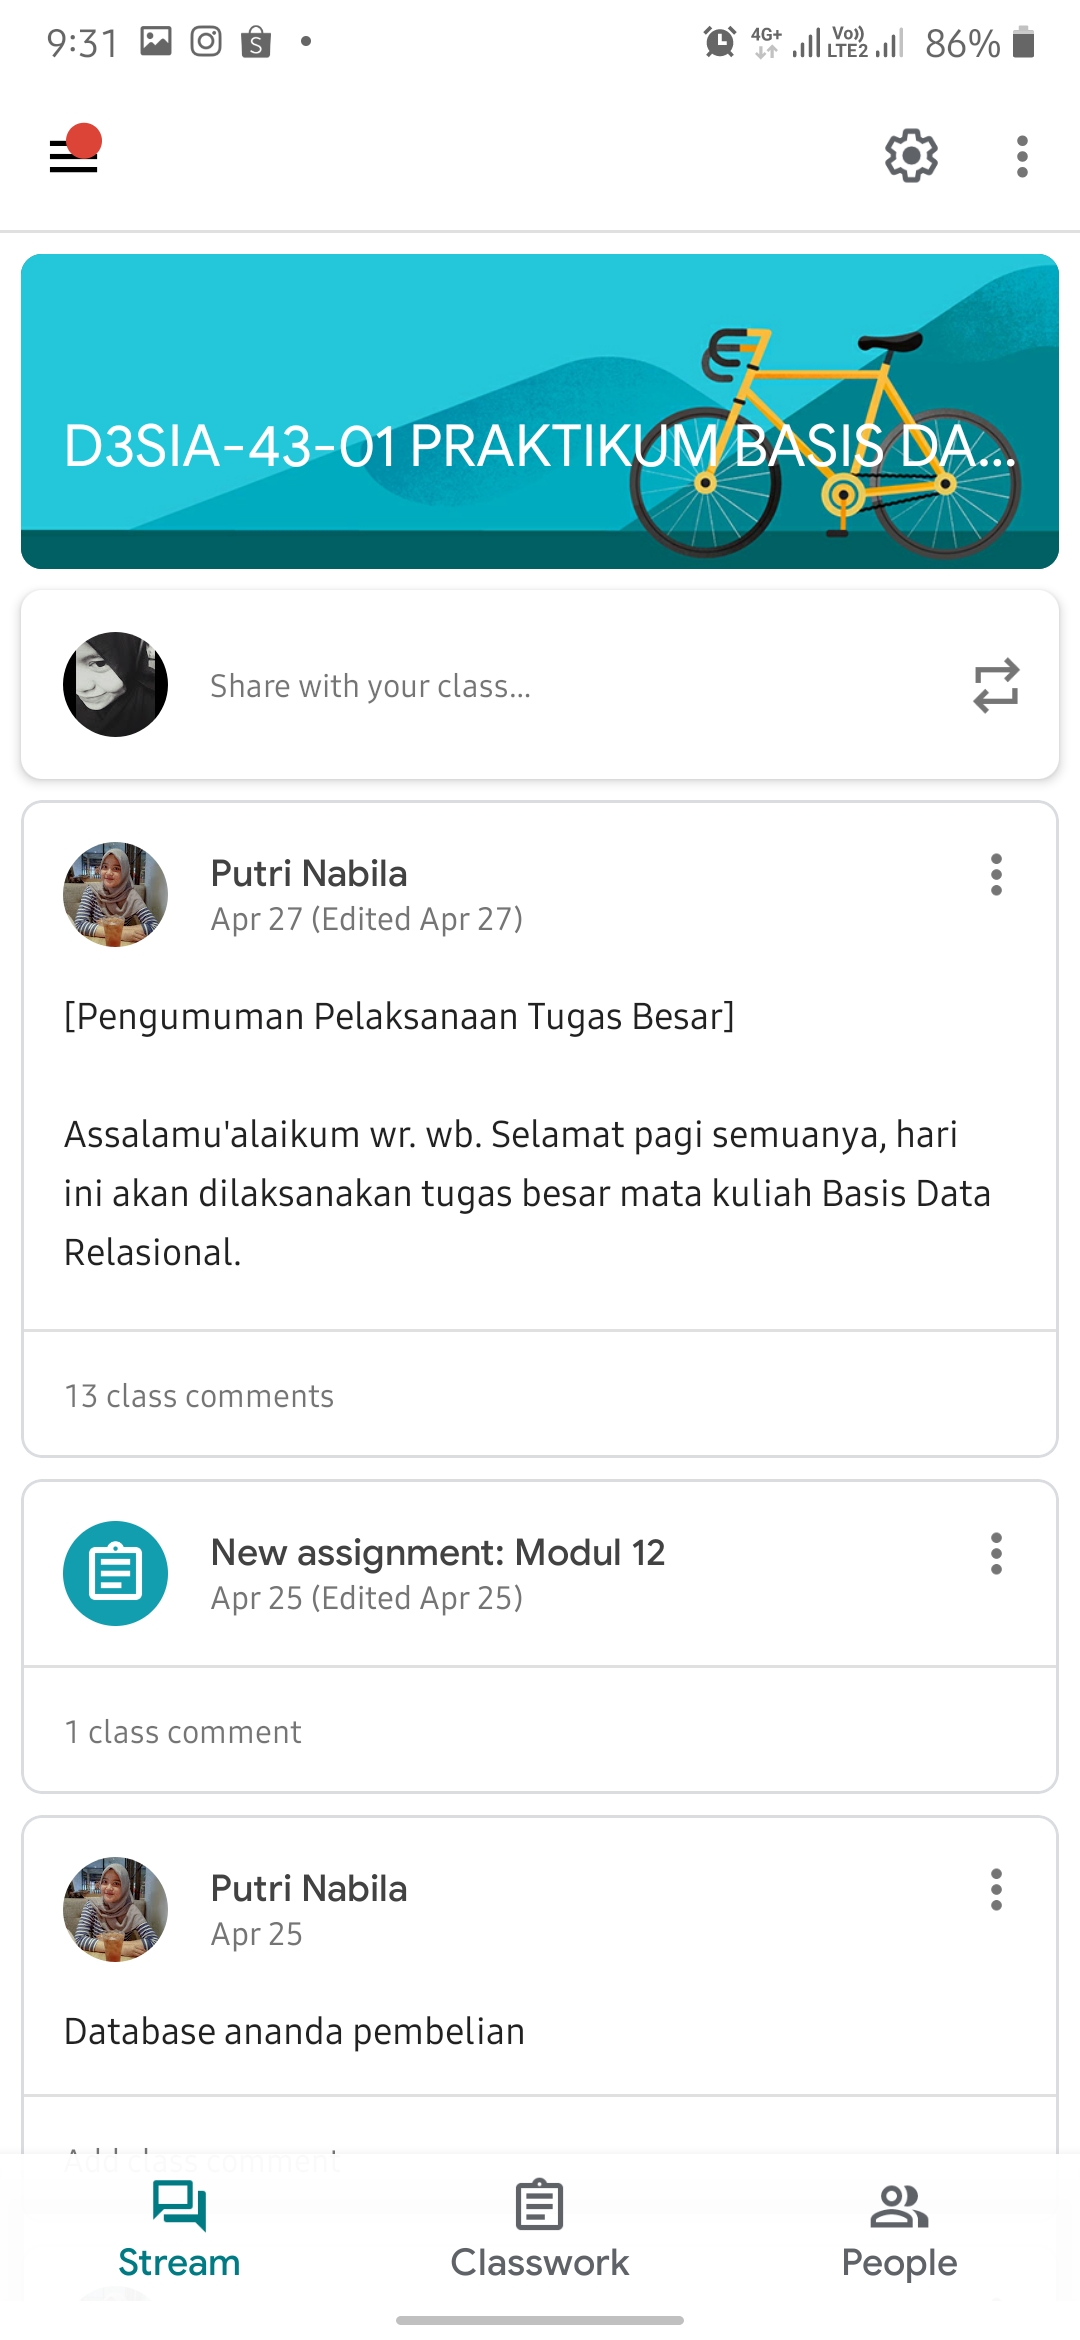 9:31
4G+
Vo))
LTE2
86%
D3SIA-43-01 PRAKTIKUM BASIS DA...
Share with your class...
Putri Nabila
Apr 27 (Edited Apr 27)
[Pengumuman Pelaksanaan Tugas Besar]
Assalamu'alaikum wr. wb. Selamat pagi semuanya, hari
ini akan dilaksanakan tugas besar mata kuliah Basis Data
Relasional.
13 class comments
New assignment: Modul 12
Apr 25 (Edited Apr 25)
1 class comment
Putri Nabila
Apr 25
Database ananda pembelian
Add class comment
Stream
Classwork
People